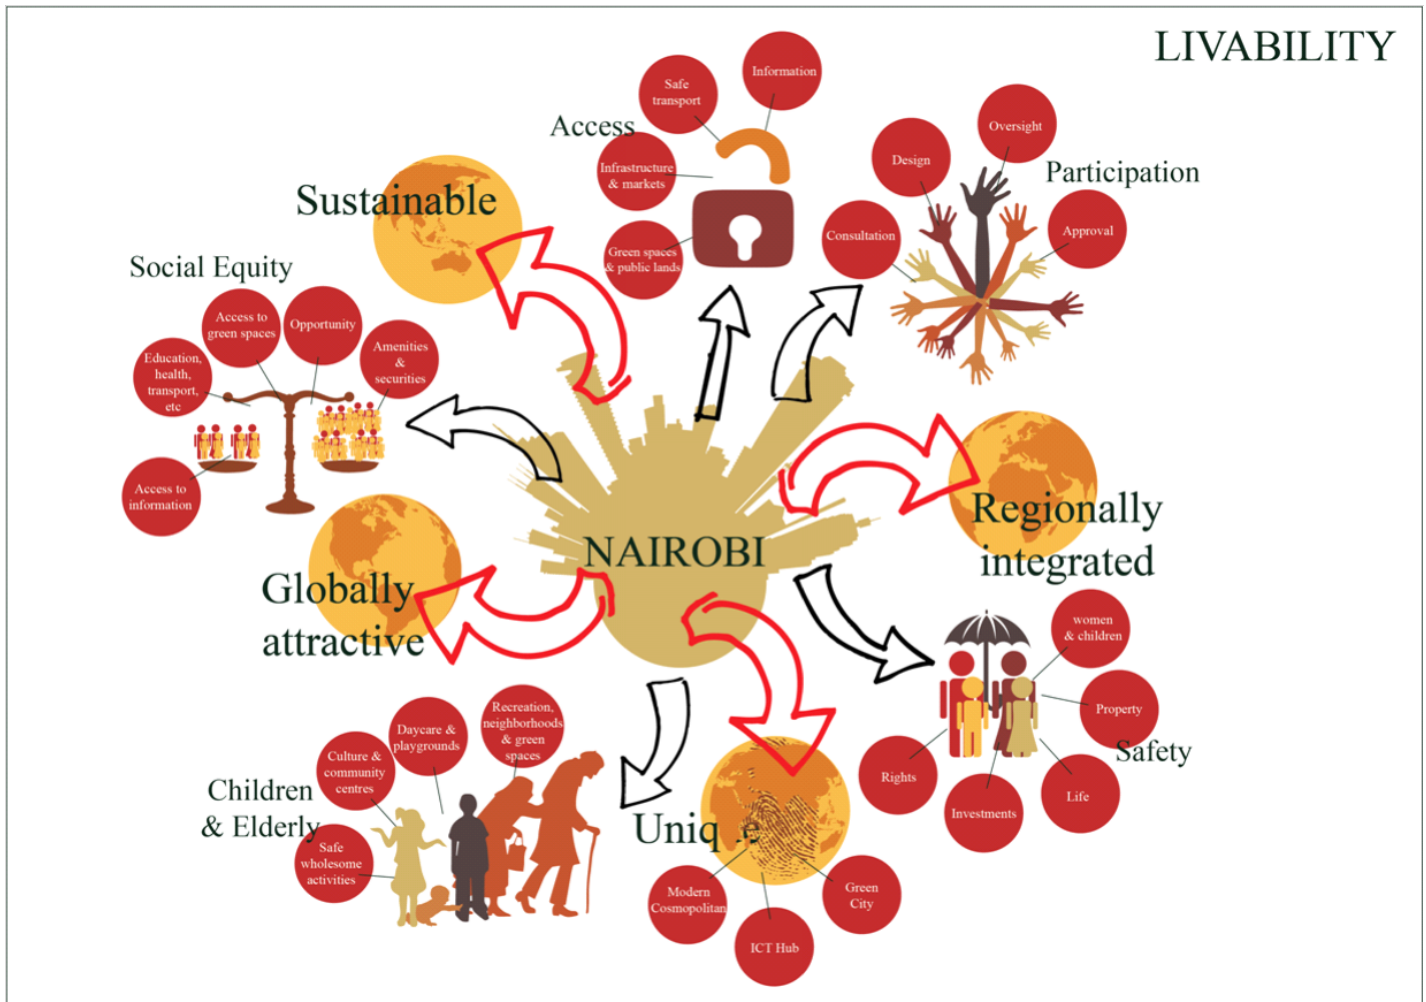 LIVABILITY
Access
Safe
transport
Information
Infrastructure
& markets
Green spaces
& public lands
Participation
Oversight
Design
Consultation
Approval
Sustainable
Social Equity
Access to
green spaces
Opportunity
Education,
health,
transport,
etc
Amenities
&
securities
Access to
information
NAIROBI
Regionally
integrated
Globally
attractive
Safety
women
& children
Property
Rights
Investments
Life
Children
& Elderly
Culture &
community
centres
Daycare &
playgrounds
Recreation,
neighborhoods
& green
spaces
Safe
wholesome
activities
Unique
Modern
Cosmopolitan
ICT Hub
Green
City